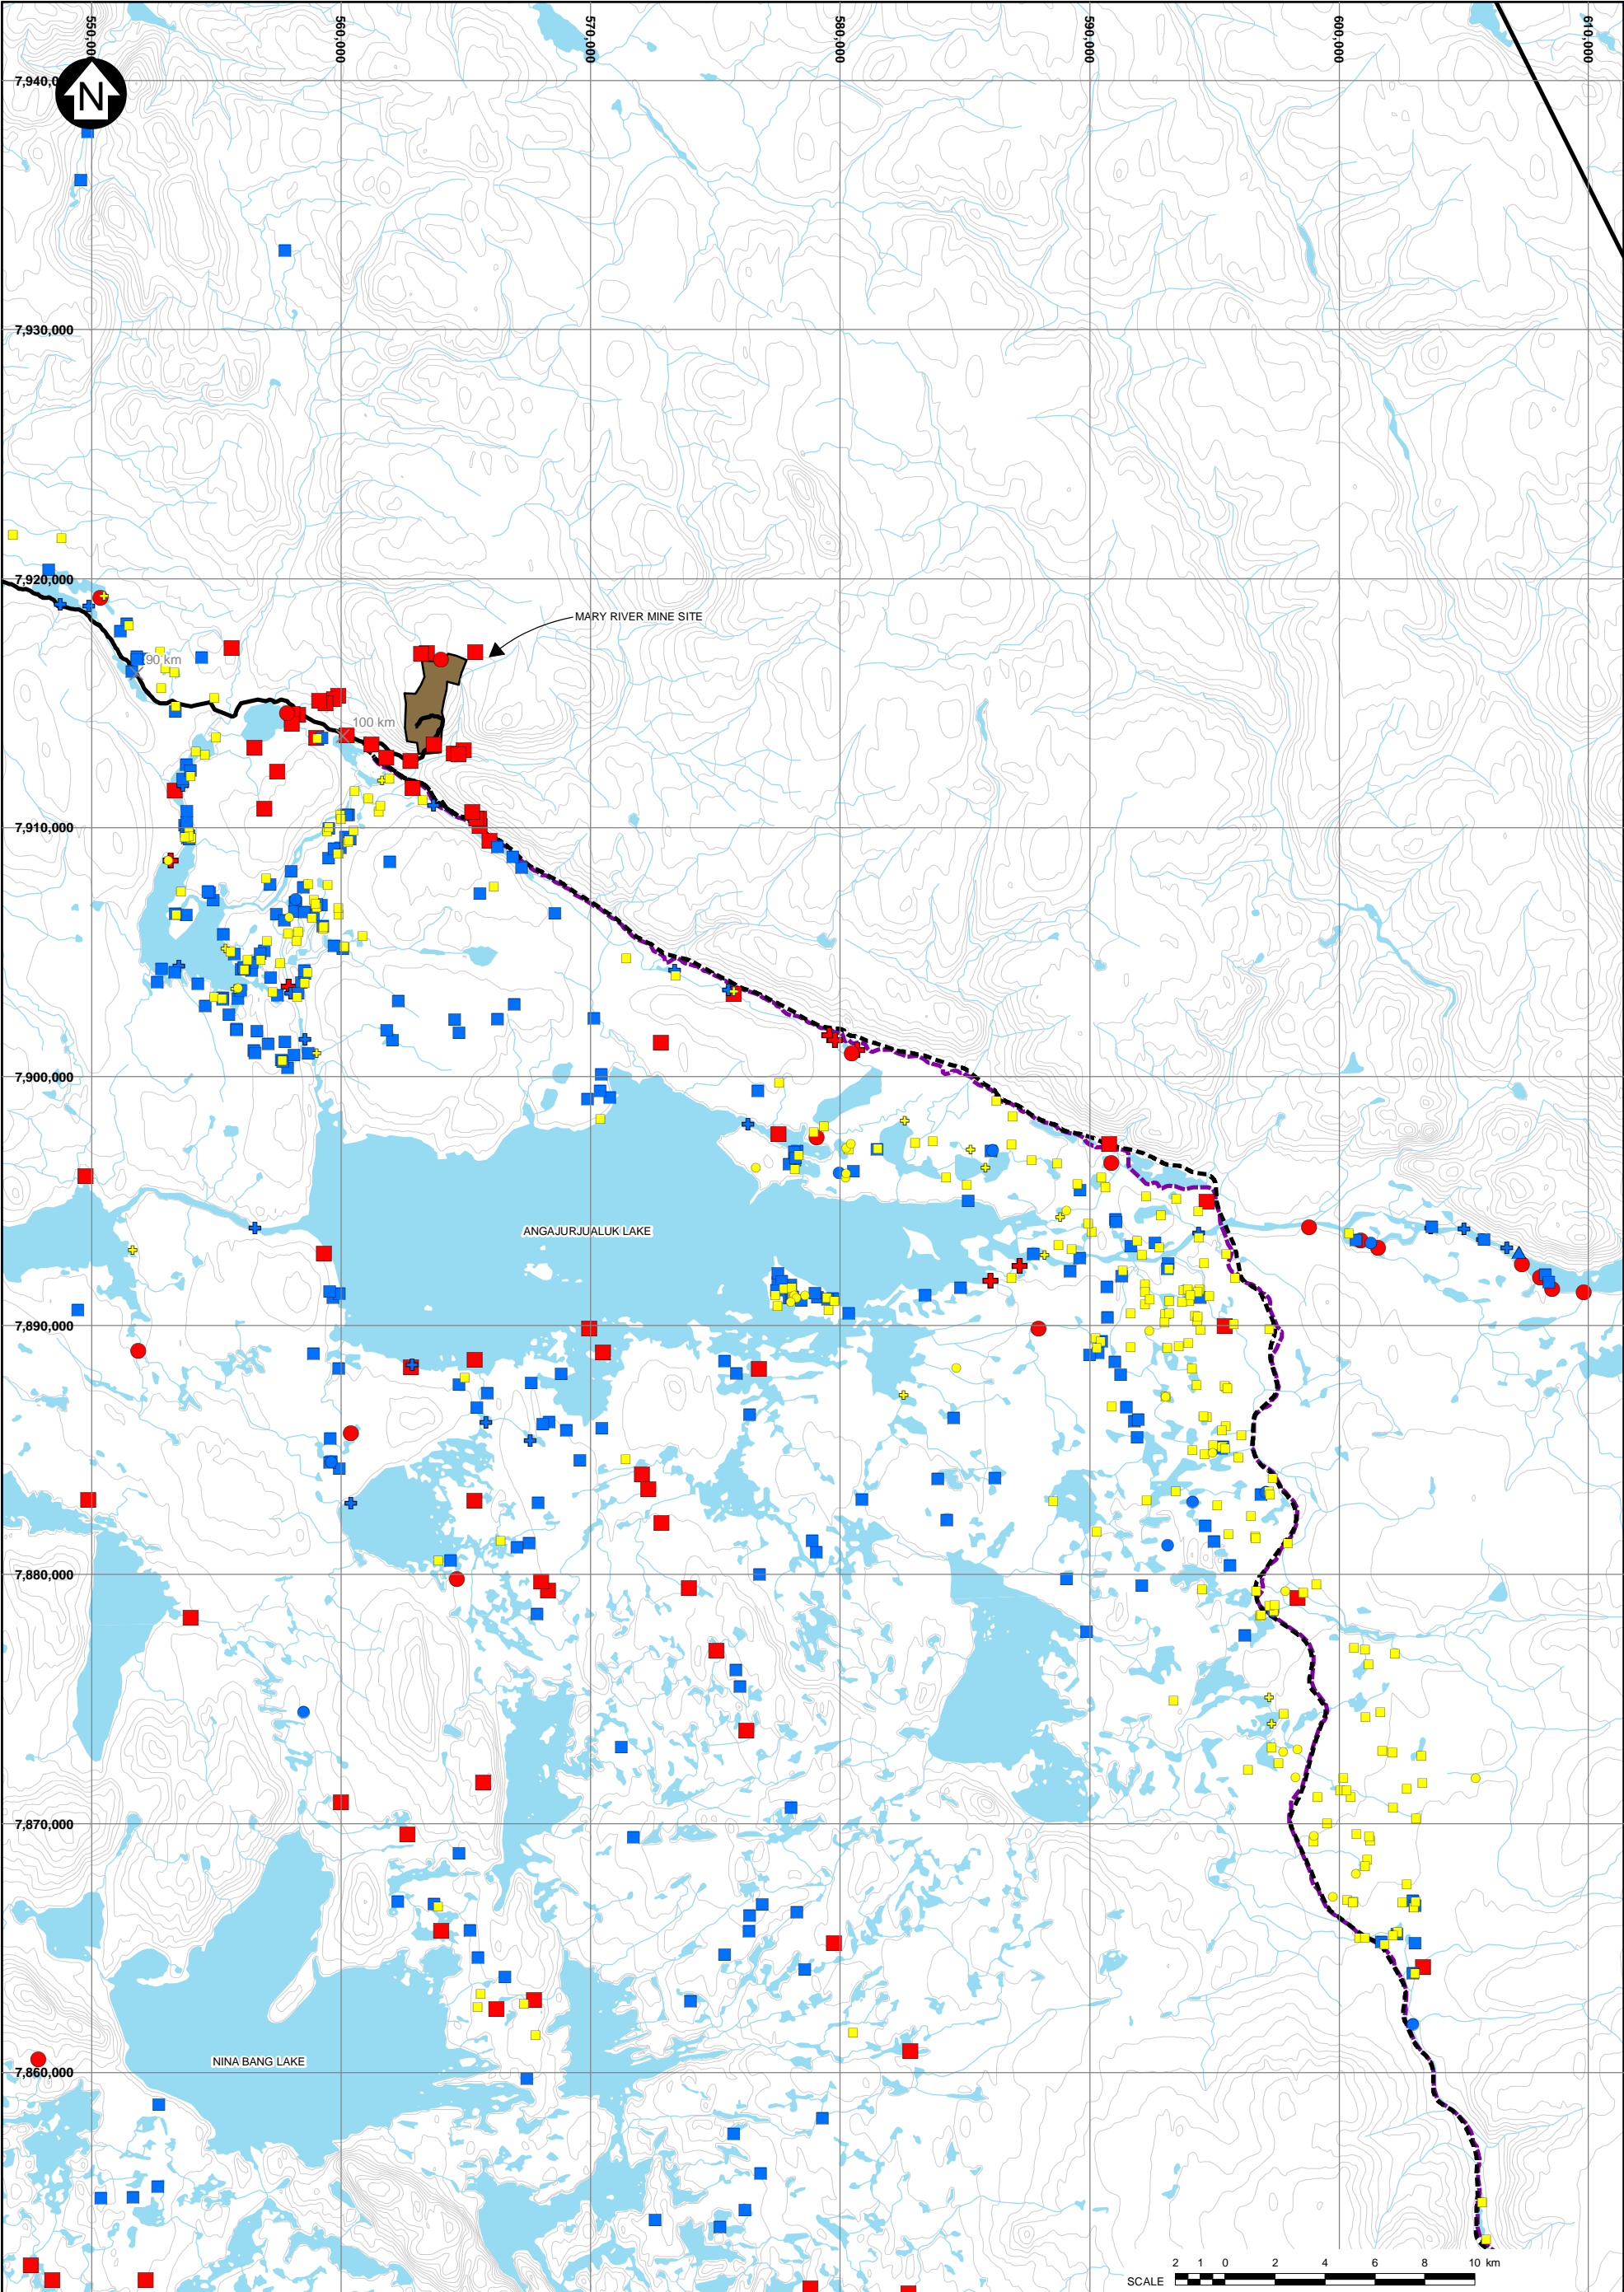 550,000
560,000
570,000
580,000
590,000
600,000
610,000
7,940,000
N
7,930,000
7,920,000
MARY RIVER MINE SITE
90 km
100 km
7,910,000
7,900,000
ANGAJURJUALUK LAKE
7,890,000
7,880,000
7,870,000
NINA BANG LAKE
7,860,000
2 1 0 2 4 6 8 10 km
SCALE